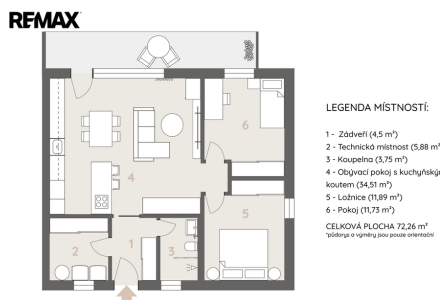 RE/MAX
LEGENDA MÍSTNOSTÍ:
1 - Zádveří (4,5 m²)
2 - Technická místnost (5,88 m²
3 - Koupelna (3,75 m²)
4 - Obývací pokoj s kuchyňským
koutem (34,51 m²)
5 - Ložnice (11,89 m²)
6 - Pokoj (11,73 m²)
CELKOVÁ PLOCHA 72,26 m²
*půdorys a výměry jsou pouze orientační
6
4
5
1
2
3